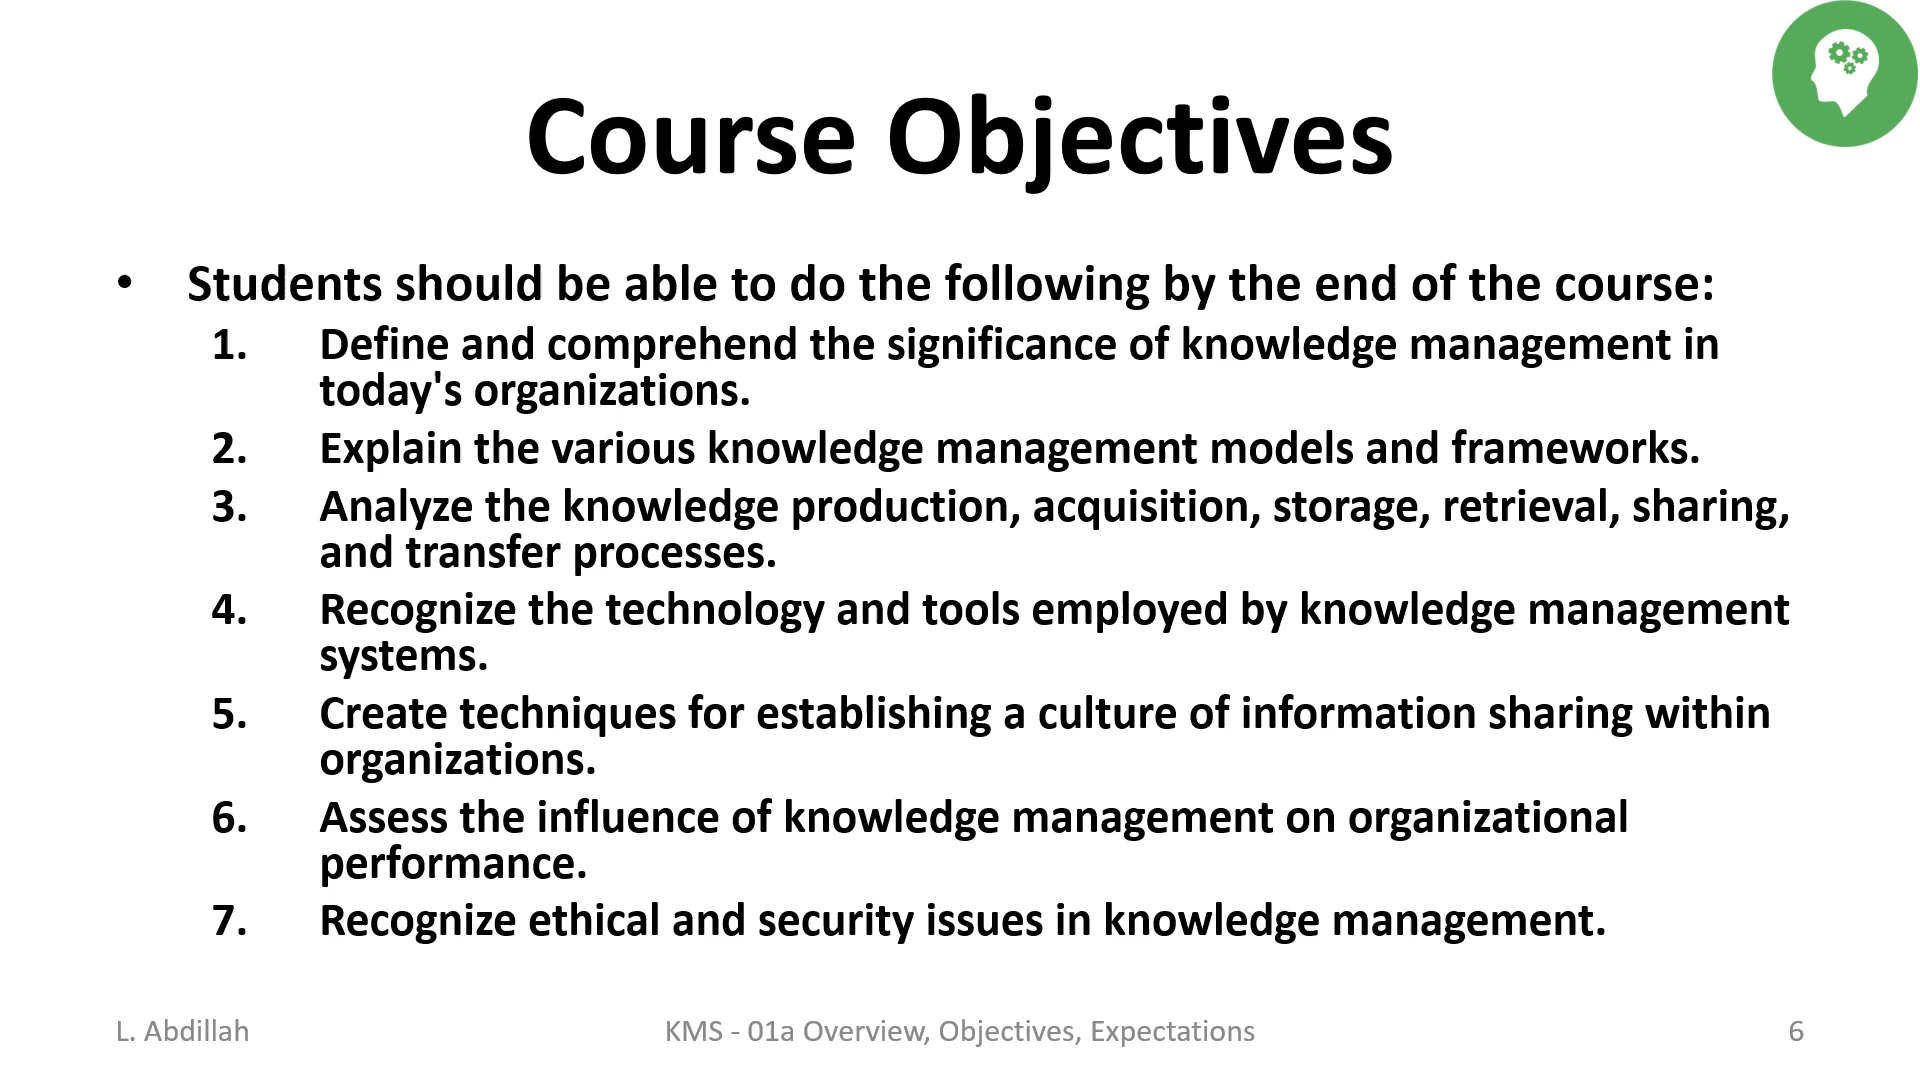 Course Objectives
• Students should be able to do the following by the end of the course:
1. Define and comprehend the significance of knowledge management in
today's organizations.
2. Explain the various knowledge management models and frameworks.
3. Analyze the knowledge production, acquisition, storage, retrieval, sharing,
and transfer processes.
4. Recognize the technology and tools employed by knowledge management
systems.
5. Create techniques for establishing a culture of information sharing within
organizations.
6. Assess the influence of knowledge management on organizational
performance.
7. Recognize ethical and security issues in knowledge management.
L. Abdillah
KMS - 01a Overview, Objectives, Expectations
6